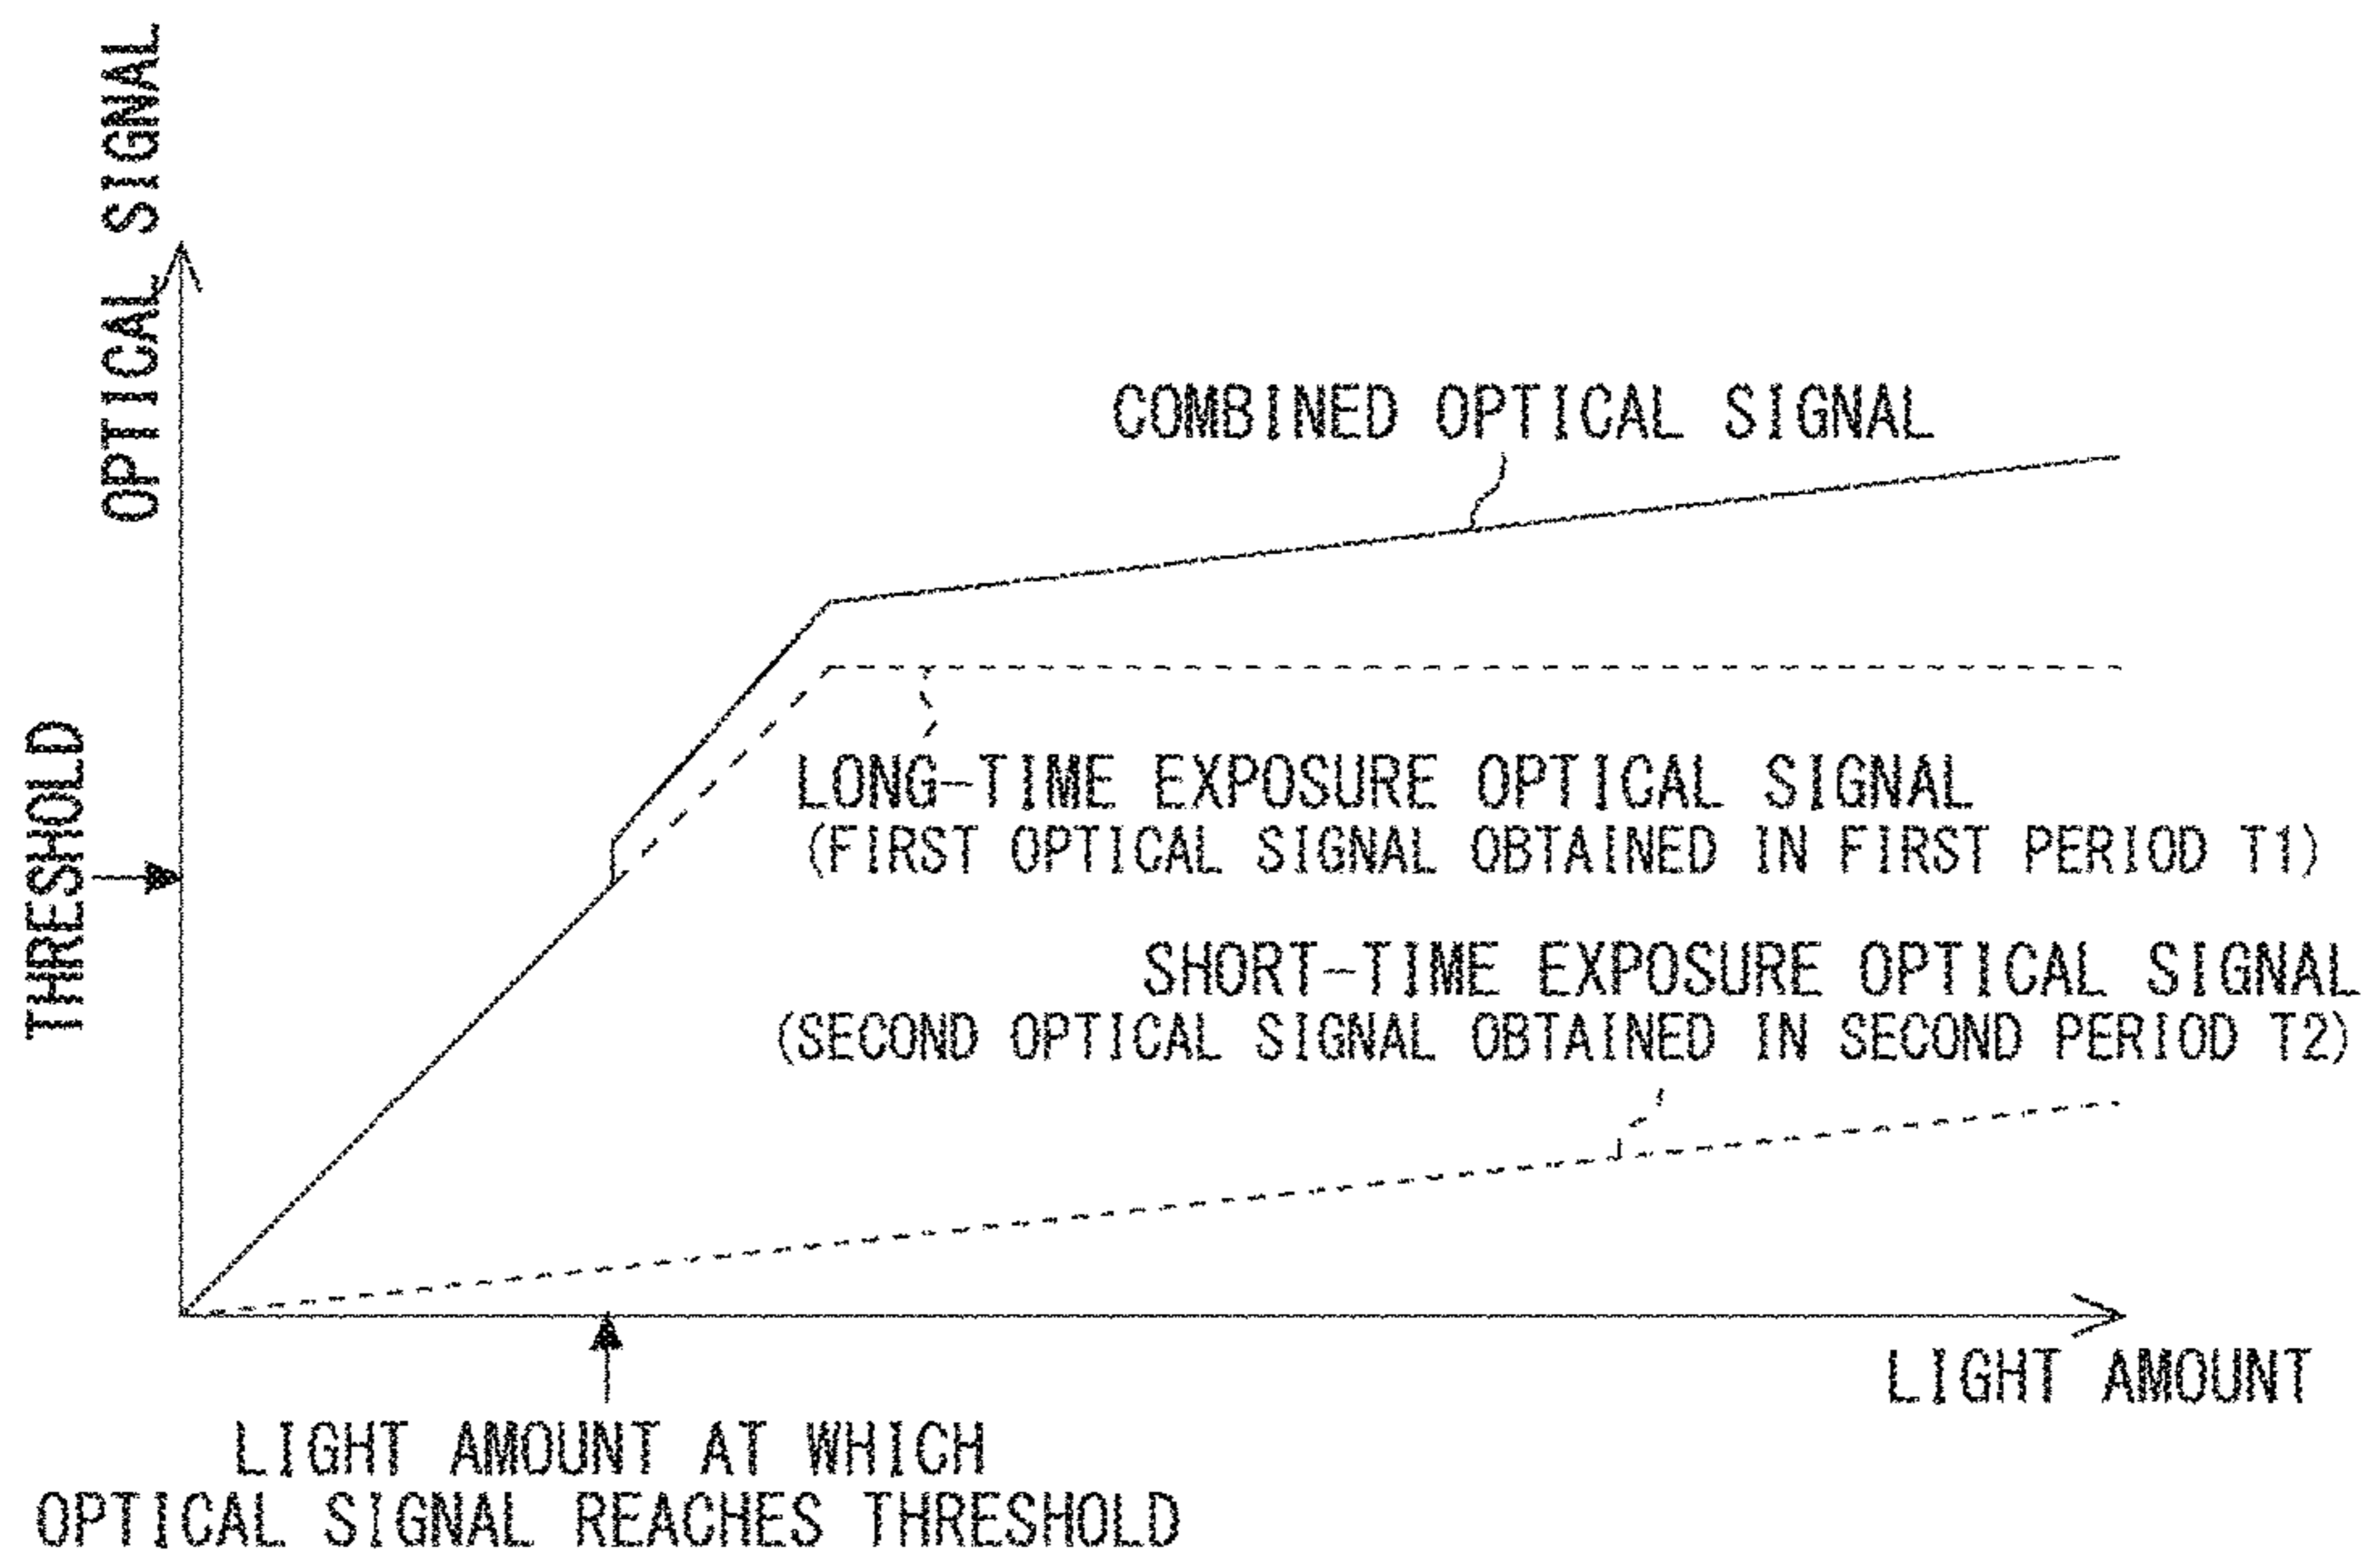 OPTICAL SIGNAL
COMBINED OPTICAL SIGNAL
THRESHOLD
LONG-TIME EXPOSURE OPTICAL SIGNAL
(FIRST OPTICAL SIGNAL OBTAINED IN FIRST PERIOD T1)
SHORT-TIME EXPOSURE OPTICAL SIGNAL
(SECOND OPTICAL SIGNAL OBTAINED IN SECOND PERIOD T2)
LIGHT AMOUNT
LIGHT AMOUNT AT WHICH
OPTICAL SIGNAL REACHES THRESHOLD